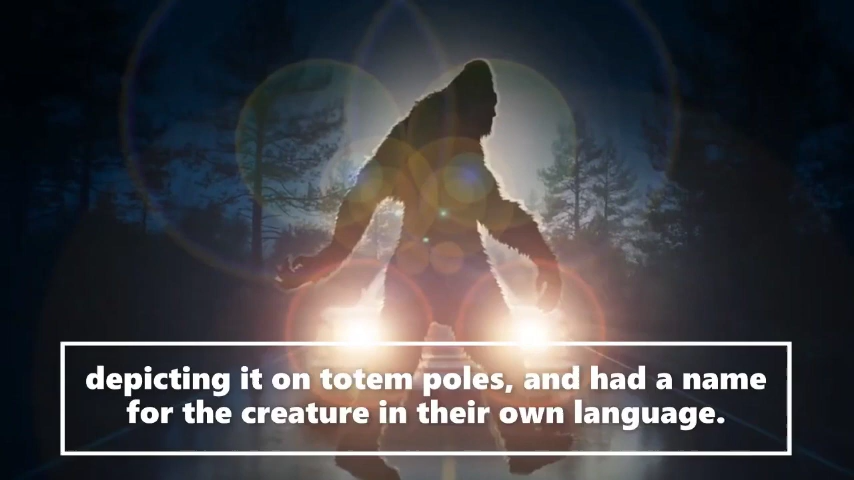 depicting it on totem poles, and had a name
for the creature in their own language.